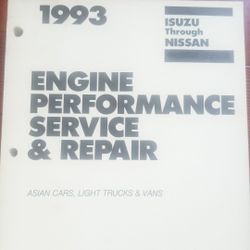 1993
ISUZU
Through
NISSAN
ENGINE
PERFORMANCE
SERVICE
& REPAIR
ASIAN CARS, LIGHT TRUCKS & VANS